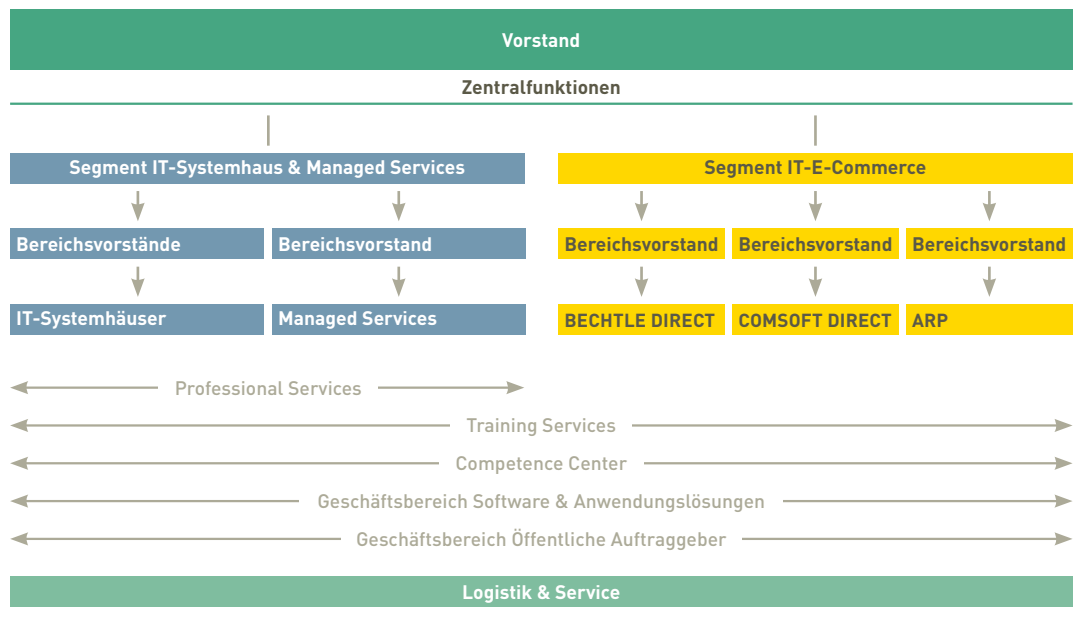 Vorstand
Zentralfunktionen
Segment IT-Systemhaus & Managed Services
Segment IT-E-Commerce
Bereichsvorstände
Bereichsvorstand
Bereichsvorstand
Bereichsvorstand
Bereichsvorstand
IT-Systemhäuser
Managed Services
BECHTLE DIRECT
COMSOFT DIRECT
ARP
Professional Services
Training Services
Competence Center
Geschäftsbereich Software & Anwendungslösungen
Geschäftsbereich Öffentliche Auftraggeber
Logistik & Service